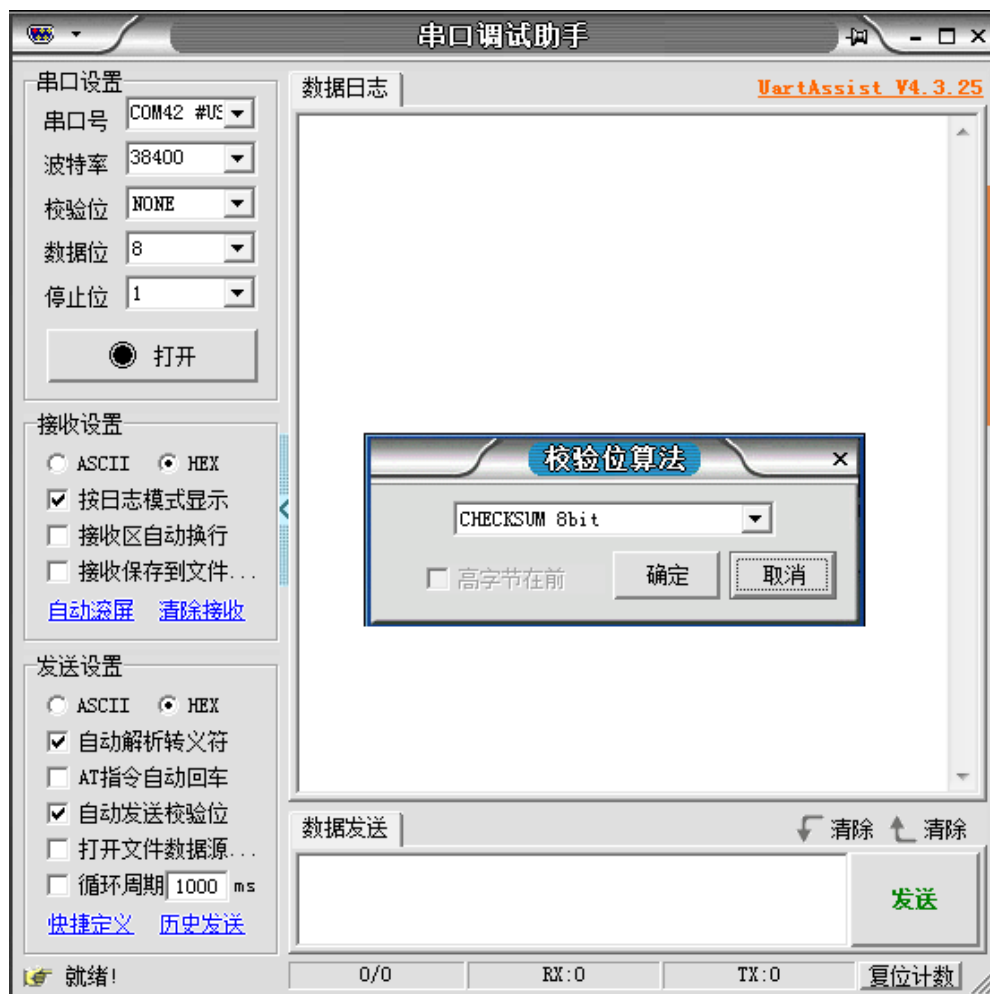 串口调试助手
串口设置
串口号 COM42 #US
波特率 38400
校验位 NONE
数据位 8
停止位 1
打开
接收设置
ASCII HEX
按日志模式显示
接收区自动换行
接收保存到文件...
自动滚屏 清除接收
发送设置
ASCII HEX
自动解析转义符
AT指令自动回车
自动发送校验位
打开文件数据源...
循环周期 1000 ms
快捷定义 历史发送
数据日志
UartAssist V4.3.25
校验位算法
CHECKSUM 8bit
高字节在前 确定 取消
数据发送 清除 清除
发送
就绪! 0/0 RX:0 TX:0 复位计数